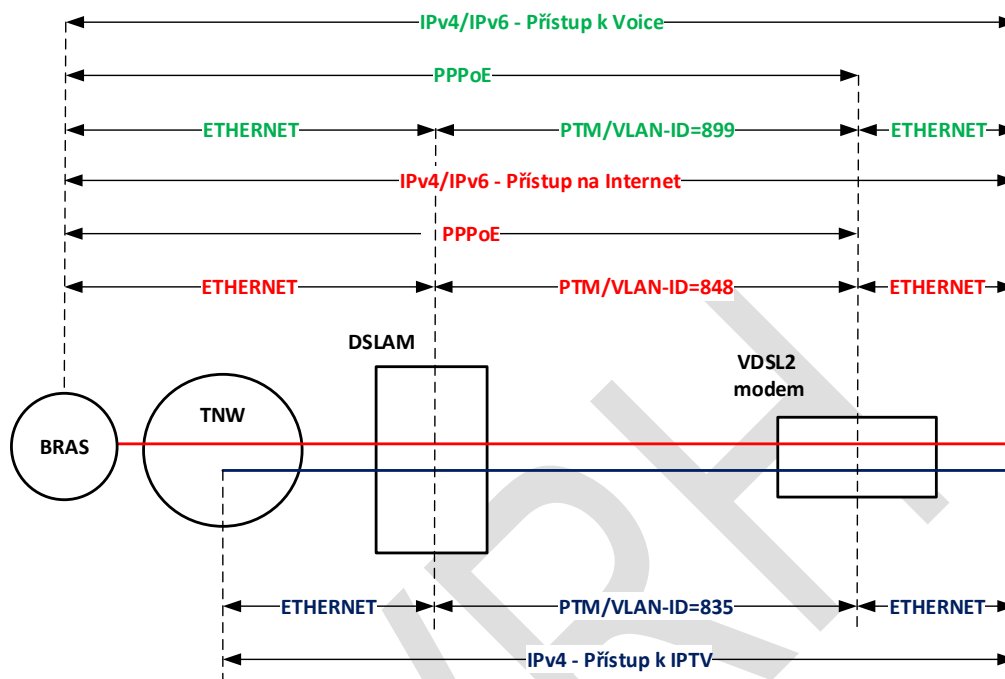 IPv4/IPv6 - Přístup k Voice
PPPoE
ETHERNET PTM/VLAN-ID=899 ETHERNET
IPv4/IPv6 - Přístup na Internet
PPPoE
ETHERNET PTM/VLAN-ID=848 ETHERNET
DSLAM
VDSL2
modem
TNW
BRAS
ETHERNET PTM/VLAN-ID=835 ETHERNET
IPv4 - Přístup k IPTV